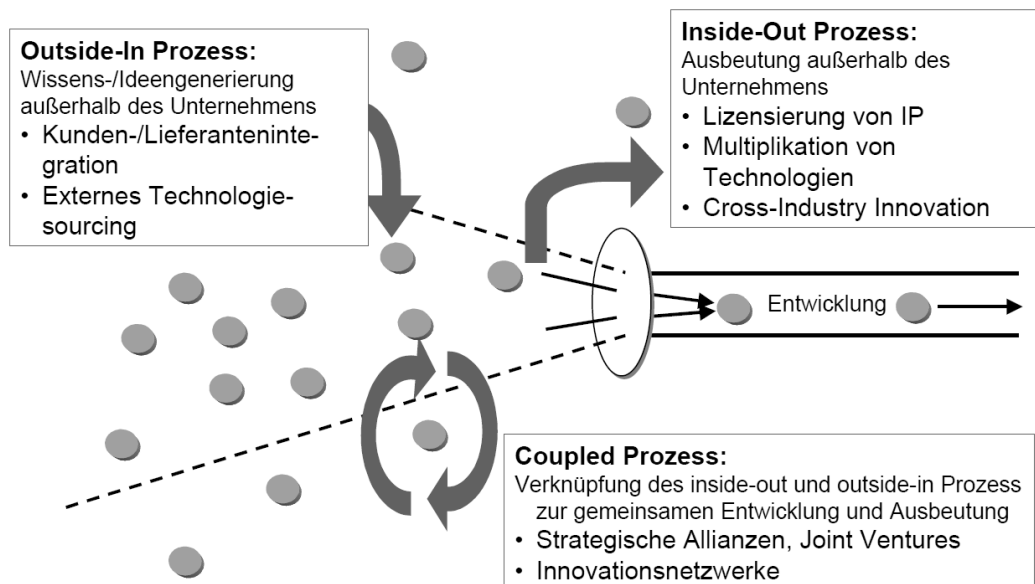 Outside-In Prozess:
Wissens-/Ideengenerierung
außerhalb des Unternehmens
• Kunden-/Lieferanteninte-
gration
• Externes Technologie-
sourcing
Inside-Out Prozess:
Ausbeutung außerhalb des
Unternehmens
• Lizensierung von IP
• Multiplikation von
Technologien
• Cross-Industry Innovation
Entwicklung
Coupled Prozess:
Verknüpfung des inside-out und outside-in Prozess
zur gemeinsamen Entwicklung und Ausbeutung
• Strategische Allianzen, Joint Ventures
• Innovationsnetzwerke